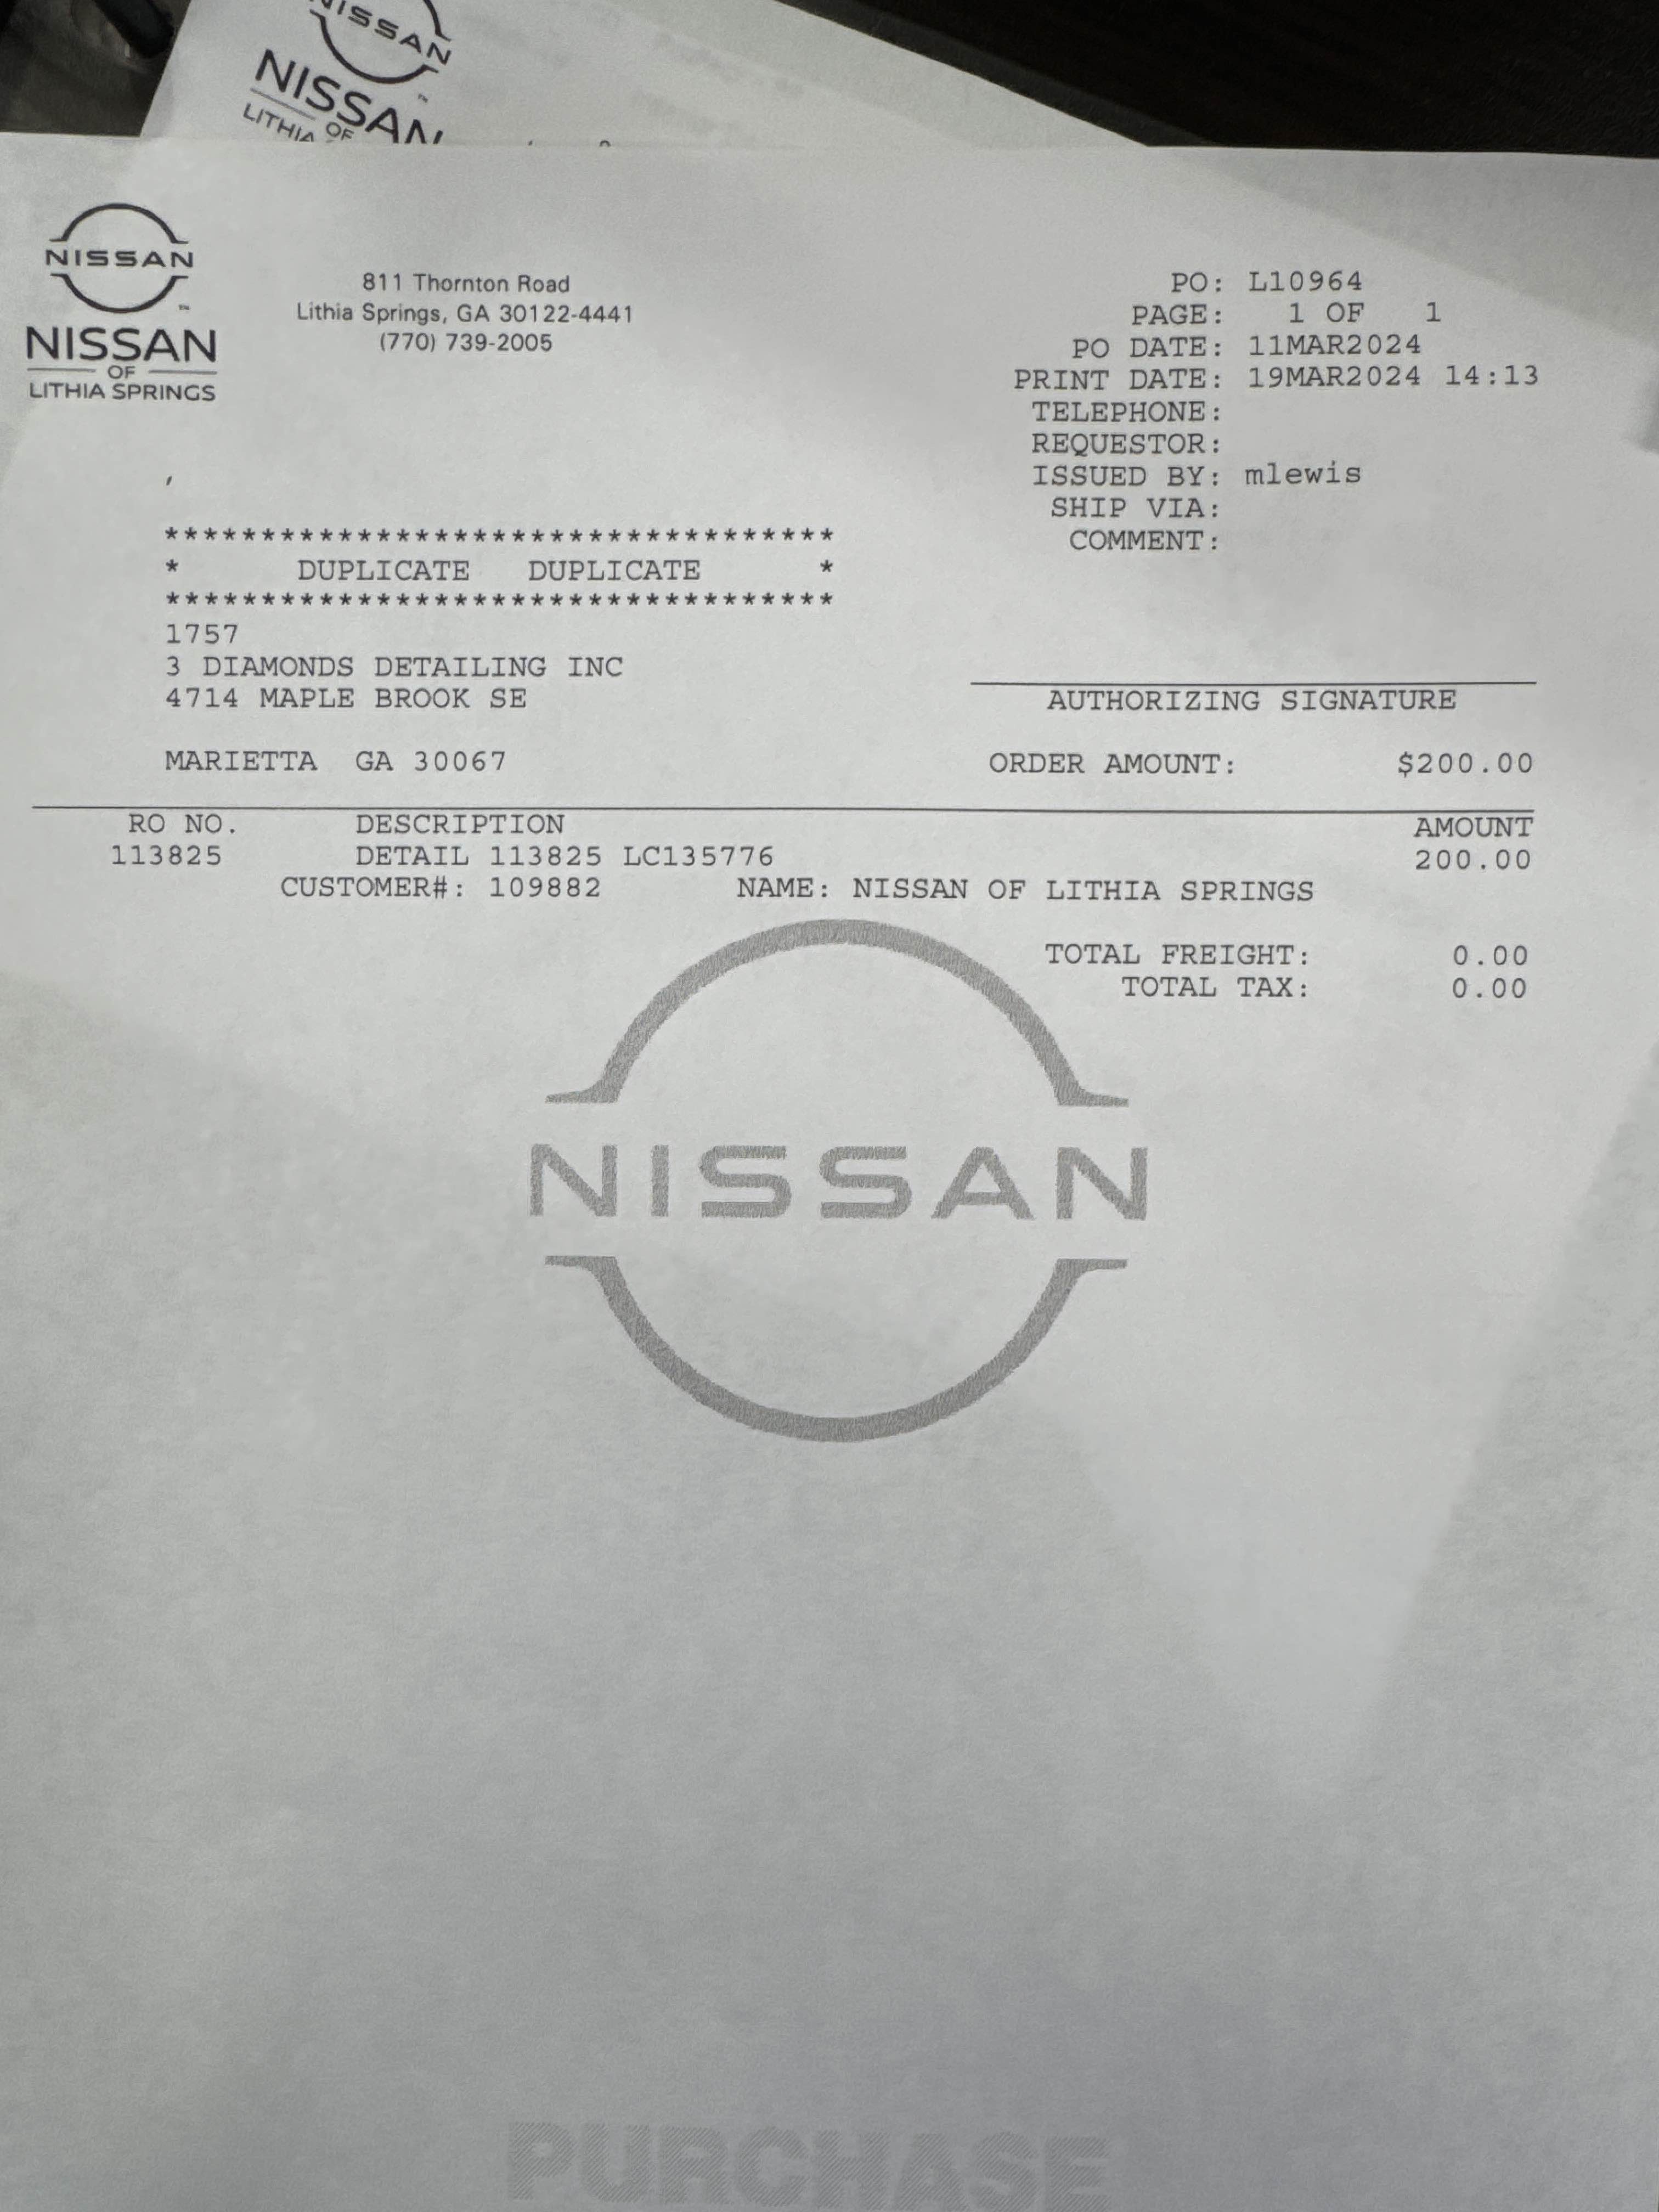 NISSAN
NISSAN
OF
LITHIA
NISSAN
NISSAN
OF
LITHIA SPRINGS
811 Thornton Road
Lithia Springs, GA 30122-4441
(770) 739-2005
PO: L10964
PAGE: 1 OF 1
PO DATE: 11MAR2024
PRINT DATE: 19MAR2024 14:13
TELEPHONE:
REQUESTOR:
ISSUED BY: mlewis
SHIP VIA:
COMMENT:
,
***********************************
* DUPLICATE DUPLICATE *
***********************************
1757
3 DIAMONDS DETAILING INC
4714 MAPLE BROOK SE
MARIETTA GA 30067
AUTHORIZING SIGNATURE
ORDER AMOUNT: $200.00
RO NO. DESCRIPTION AMOUNT
113825 DETAIL 113825 LC135776 200.00
CUSTOMER#: 109882 NAME: NISSAN OF LITHIA SPRINGS
TOTAL FREIGHT: 0.00
TOTAL TAX: 0.00
NISSAN
PURCHASE